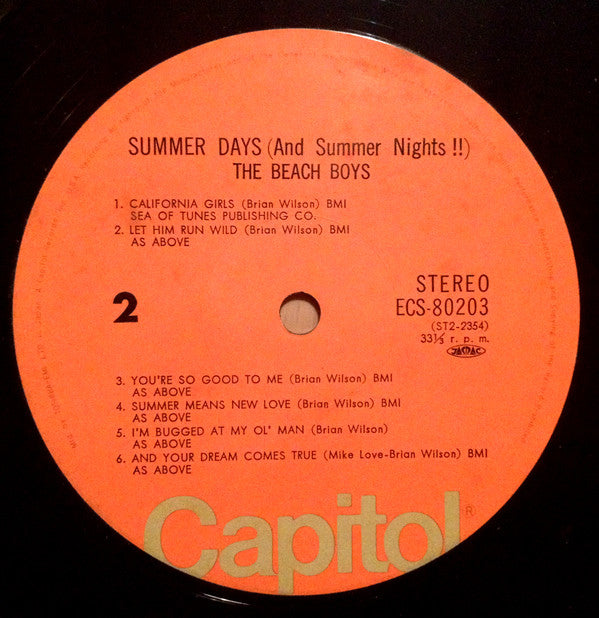 SUMMER DAYS (And Summer Nights !!)
THE BEACH BOYS
1. CALIFORNIA GIRLS (Brian Wilson) BMI
SEA OF TUNES PUBLISHING CO.
2. LET HIM RUN WILD (Brian Wilson) BMI
AS ABOVE
2
STEREO
ECS-80203
(ST2-2354)
33⅓ r. p. m.
JASRAC
3. YOU'RE SO GOOD TO ME (Brian Wilson) BMI
AS ABOVE
4. SUMMER MEANS NEW LOVE (Brian Wilson) BMI
AS ABOVE
5. I'M BUGGED AT MY OL' MAN (Brian Wilson)
AS ABOVE
6. AND YOUR DREAM COMES TRUE (Mike Love-Brian Wilson) BMI
AS ABOVE
Capitol®